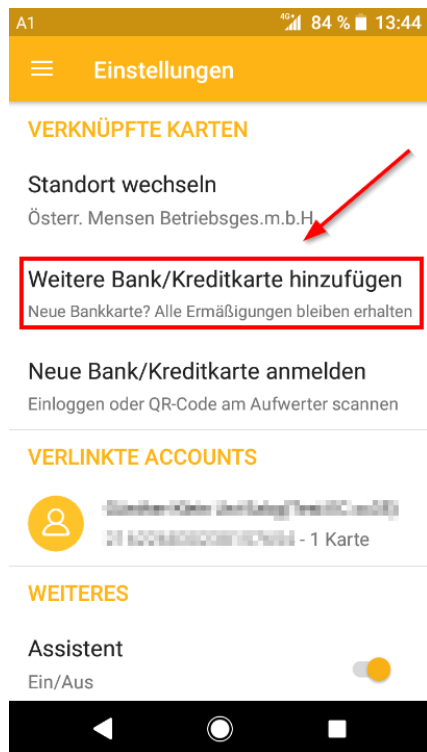 A1 4G+ 84 % 13:44
Einstellungen
VERKNÜPFTE KARTEN
Standort wechseln
Österr. Mensen Betriebsges.m.b.H.
Weitere Bank/Kreditkarte hinzufügen
Neue Bankkarte? Alle Ermäßigungen bleiben erhalten
Neue Bank/Kreditkarte anmelden
Einloggen oder QR-Code am Aufwerter scannen
VERLINKTE ACCOUNTS
- 1 Karte
WEITERES
Assistent
Ein/Aus